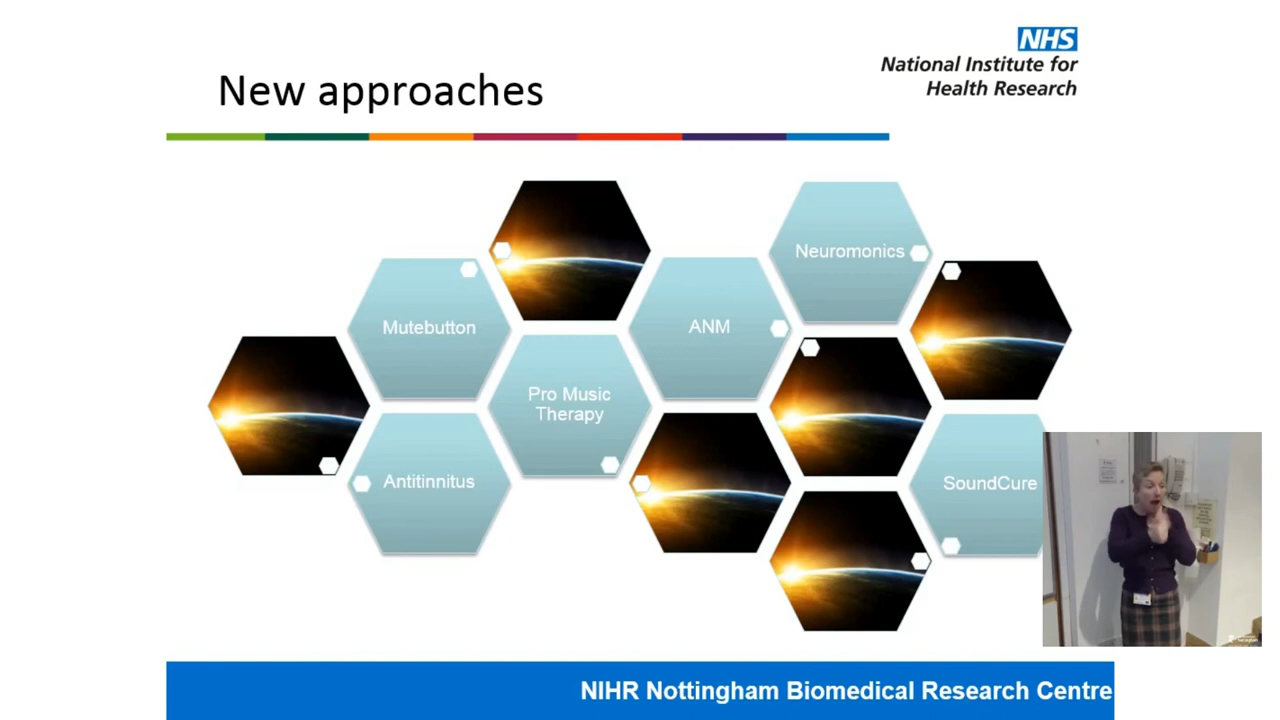 New approaches
NHS
National Institute for
Health Research
Neuromonics
Mutebutton
ANM
Pro Music
Therapy
Antitinnitus
SoundCure
NIHR Nottingham Biomedical Research Centre